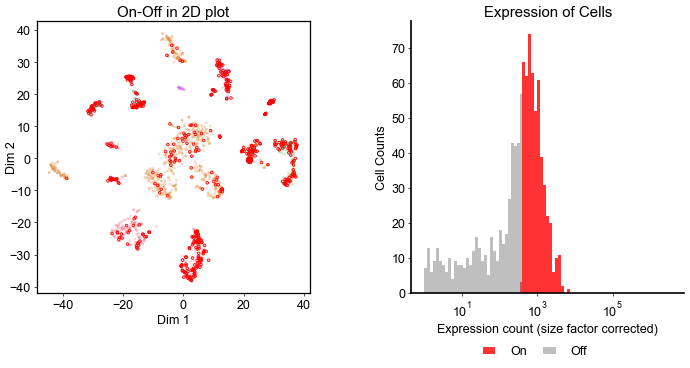 On-Off in 2D plot
40
30
20
10
0
−10
−20
−30
−40
Dim 2
−40 −20 0 20 40
Dim 1
Expression of Cells
70
60
50
40
30
20
10
0
Cell Counts
10^1 10^3 10^5
Expression count (size factor corrected)
On Off